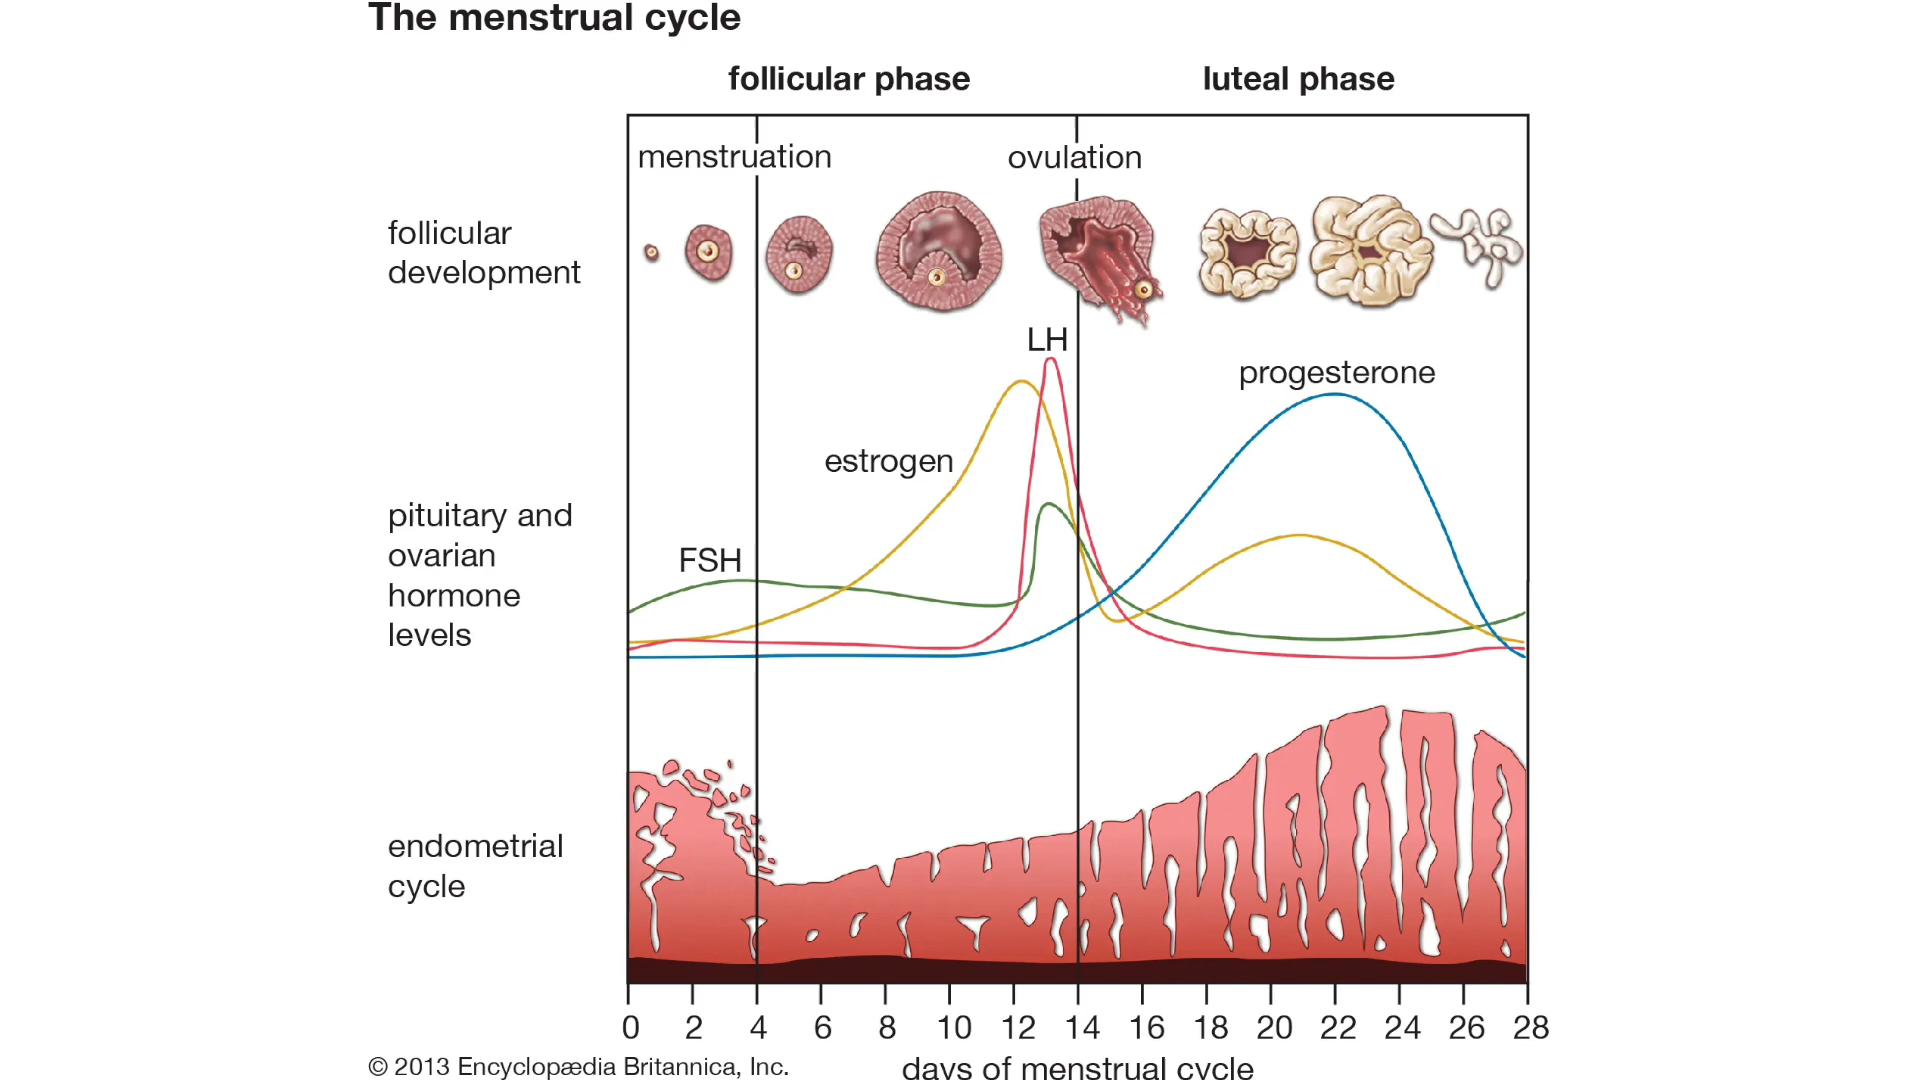 The menstrual cycle
follicular phase
luteal phase
menstruation
ovulation
follicular
development
LH
progesterone
estrogen
FSH
pituitary and
ovarian
hormone
levels
endometrial
cycle
0 2 4 6 8 10 12 14 16 18 20 22 24 26 28
© 2013 Encyclopædia Britannica, Inc.
days of menstrual cycle